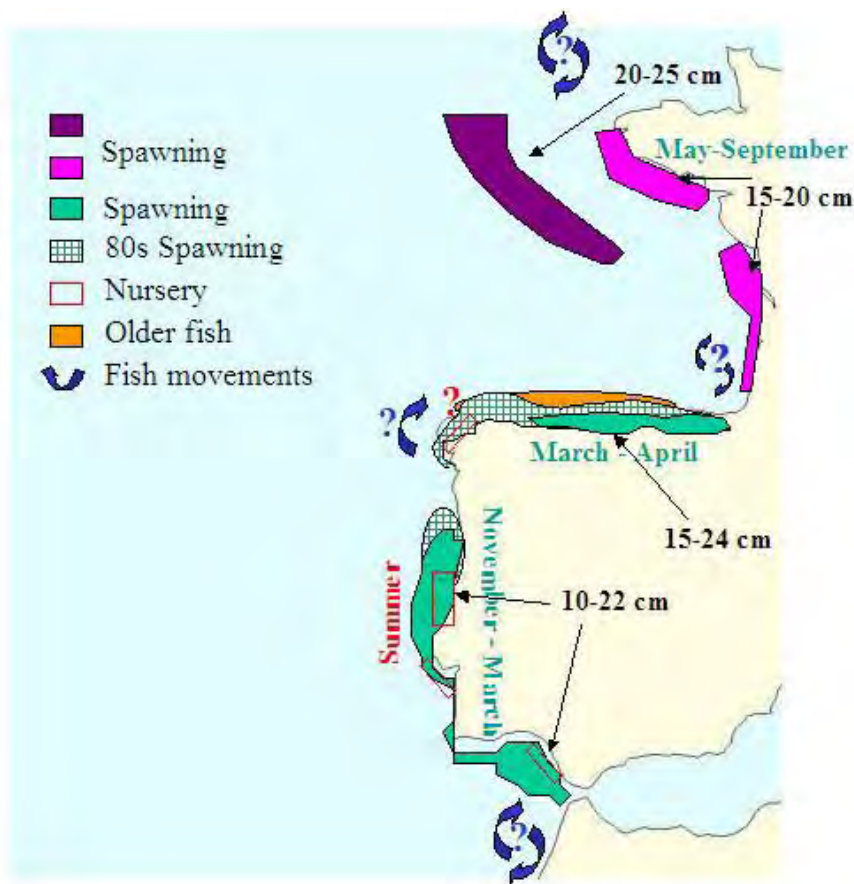 ?
20-25 cm
Spawning
May-September
15-20 cm
Spawning
80s Spawning
Nursery
Older fish
Fish movements
?
?
?
March - April
15-24 cm
November - March
Summer
10-22 cm
?